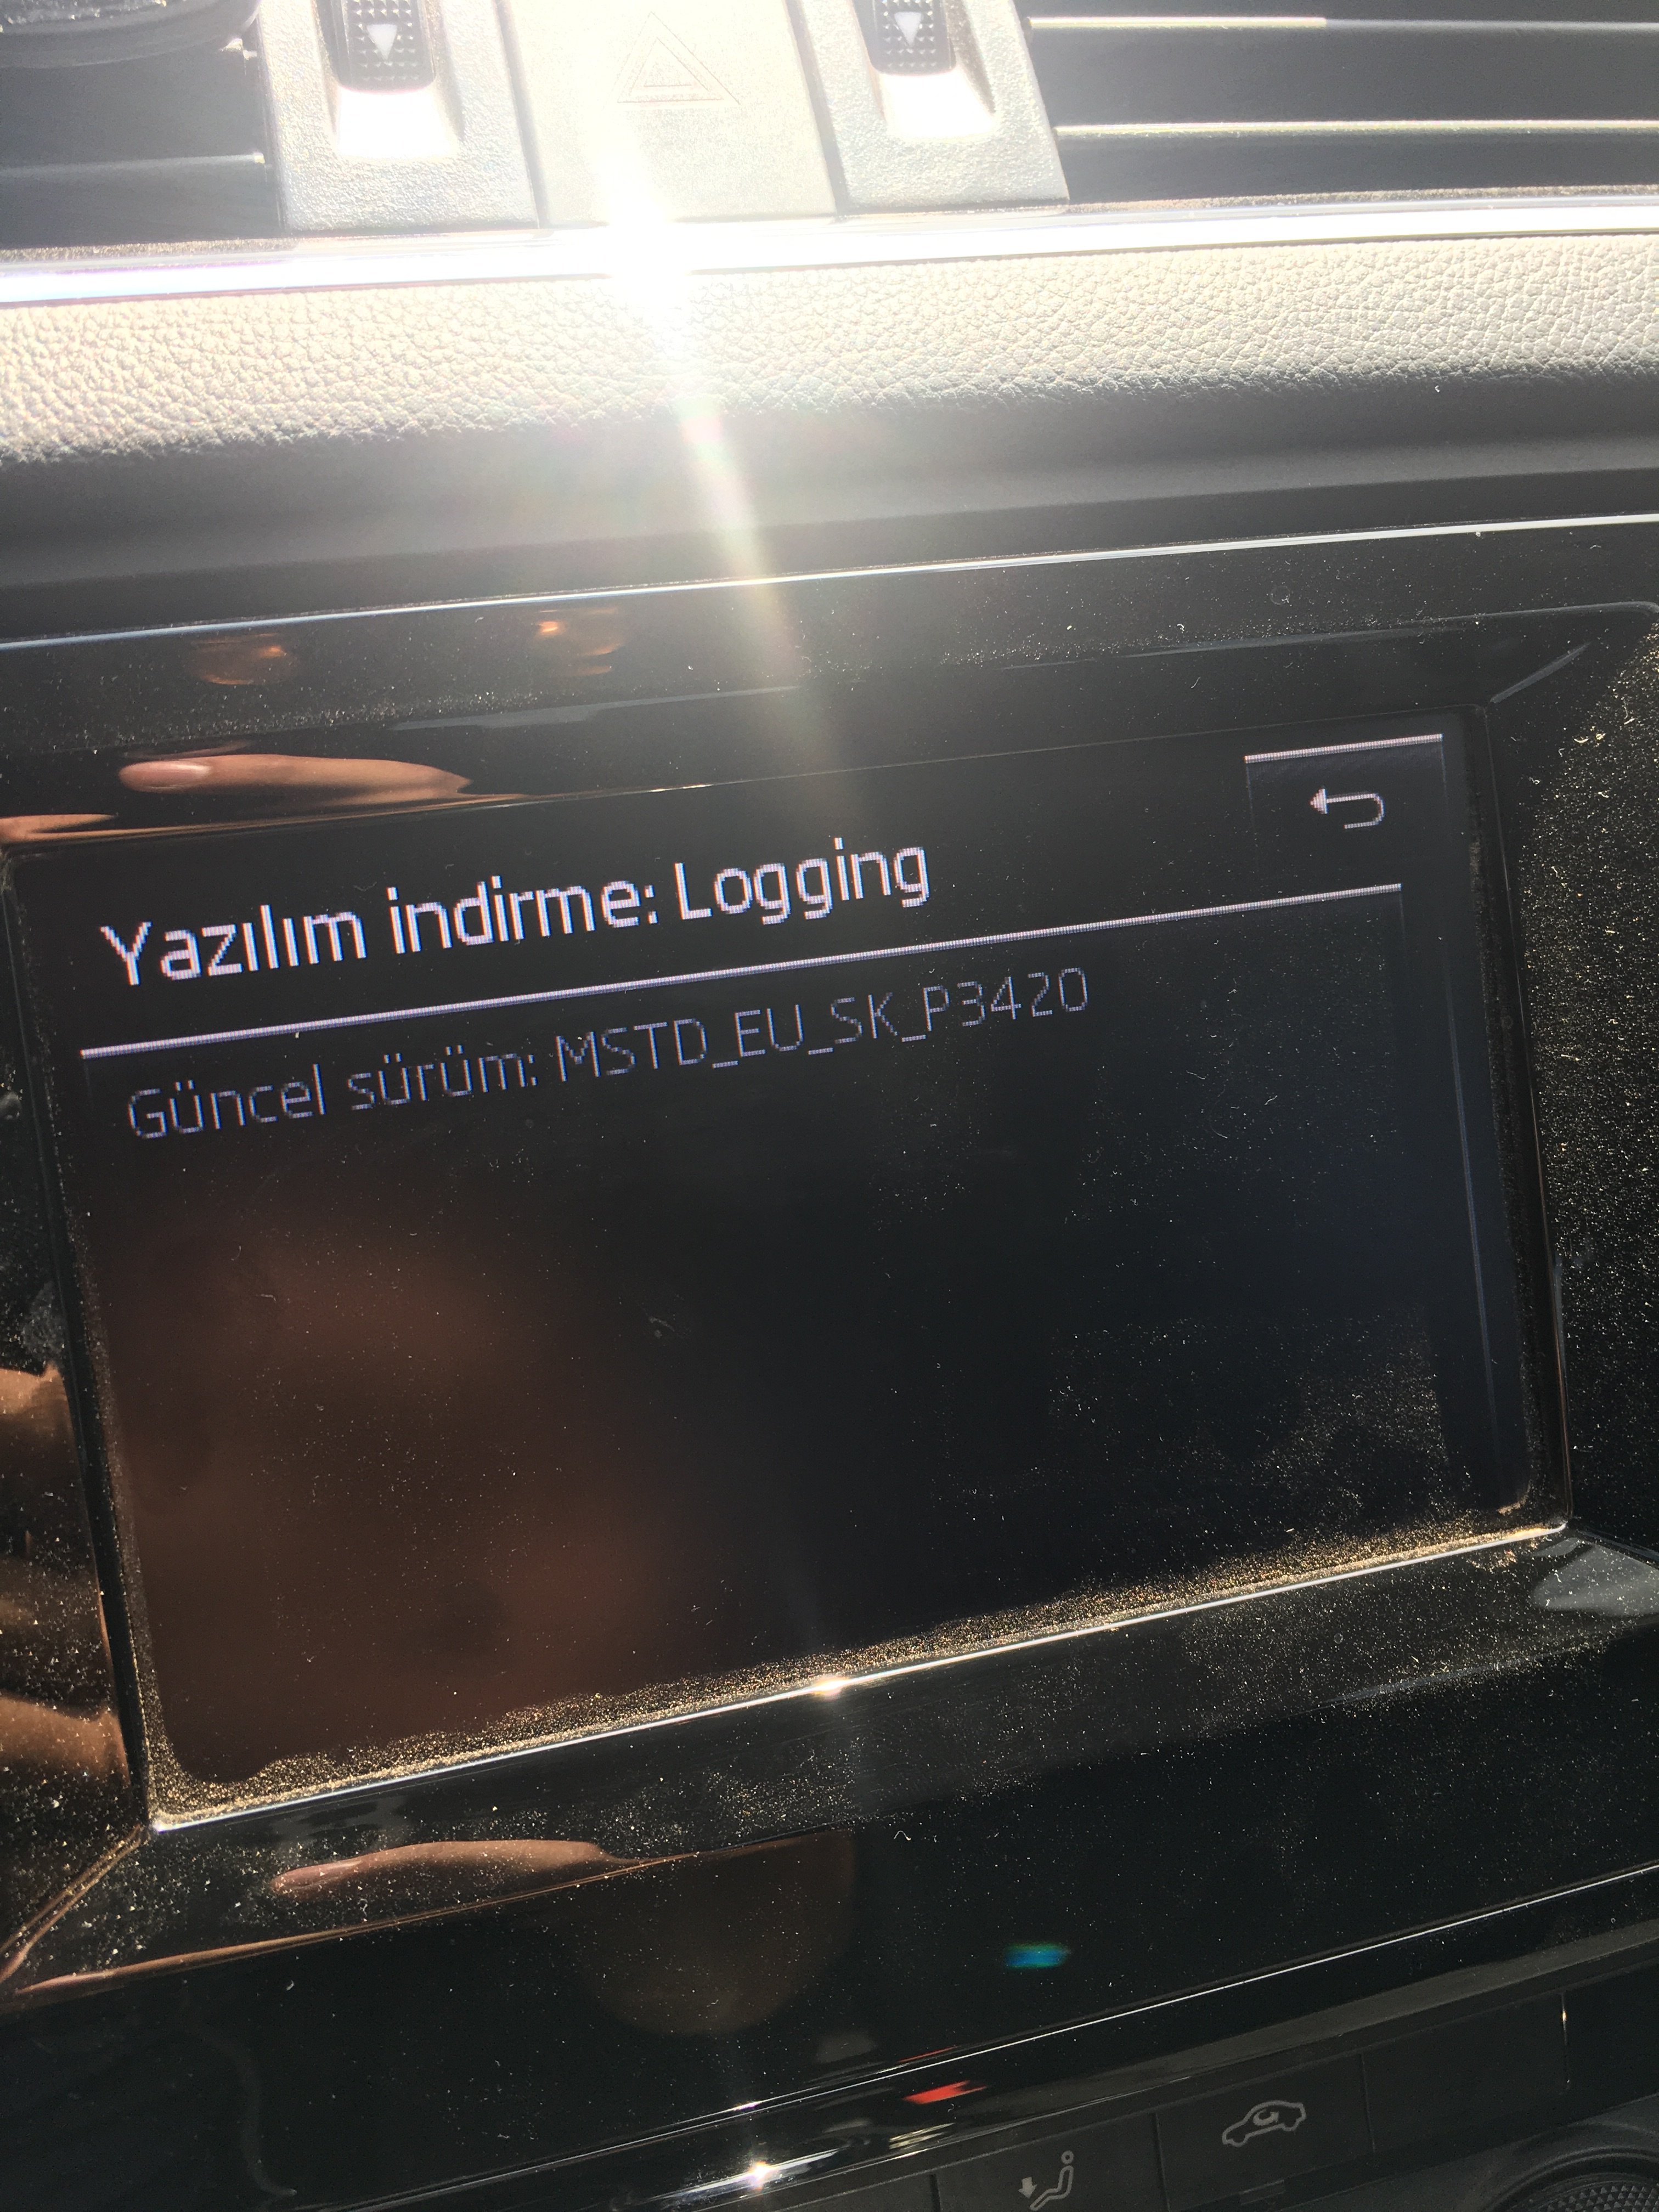 Yazılım indirme: Logging
Güncel sürüm: MSTD_EU_SK_P3420